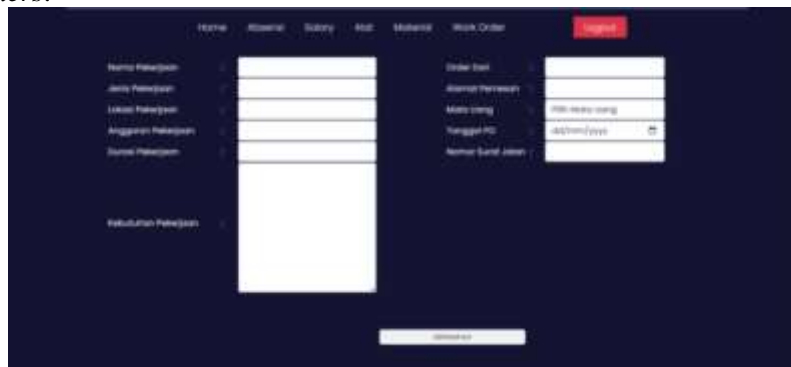 Home Absensi Salary Alat Material Work Order Logout
Nama Pekerjaan :
Jenis Pekerjaan :
Lokasi Pekerjaan :
Anggaran Pekerjaan :
Durasi Pekerjaan :
Kebutuhan Pekerjaan :
Order Dari :
Alamat Pemesan :
Mata Uang : Pilih Mata Uang
Tanggal PO : dd/mm/yyyy
Nomor Surat Jalan :